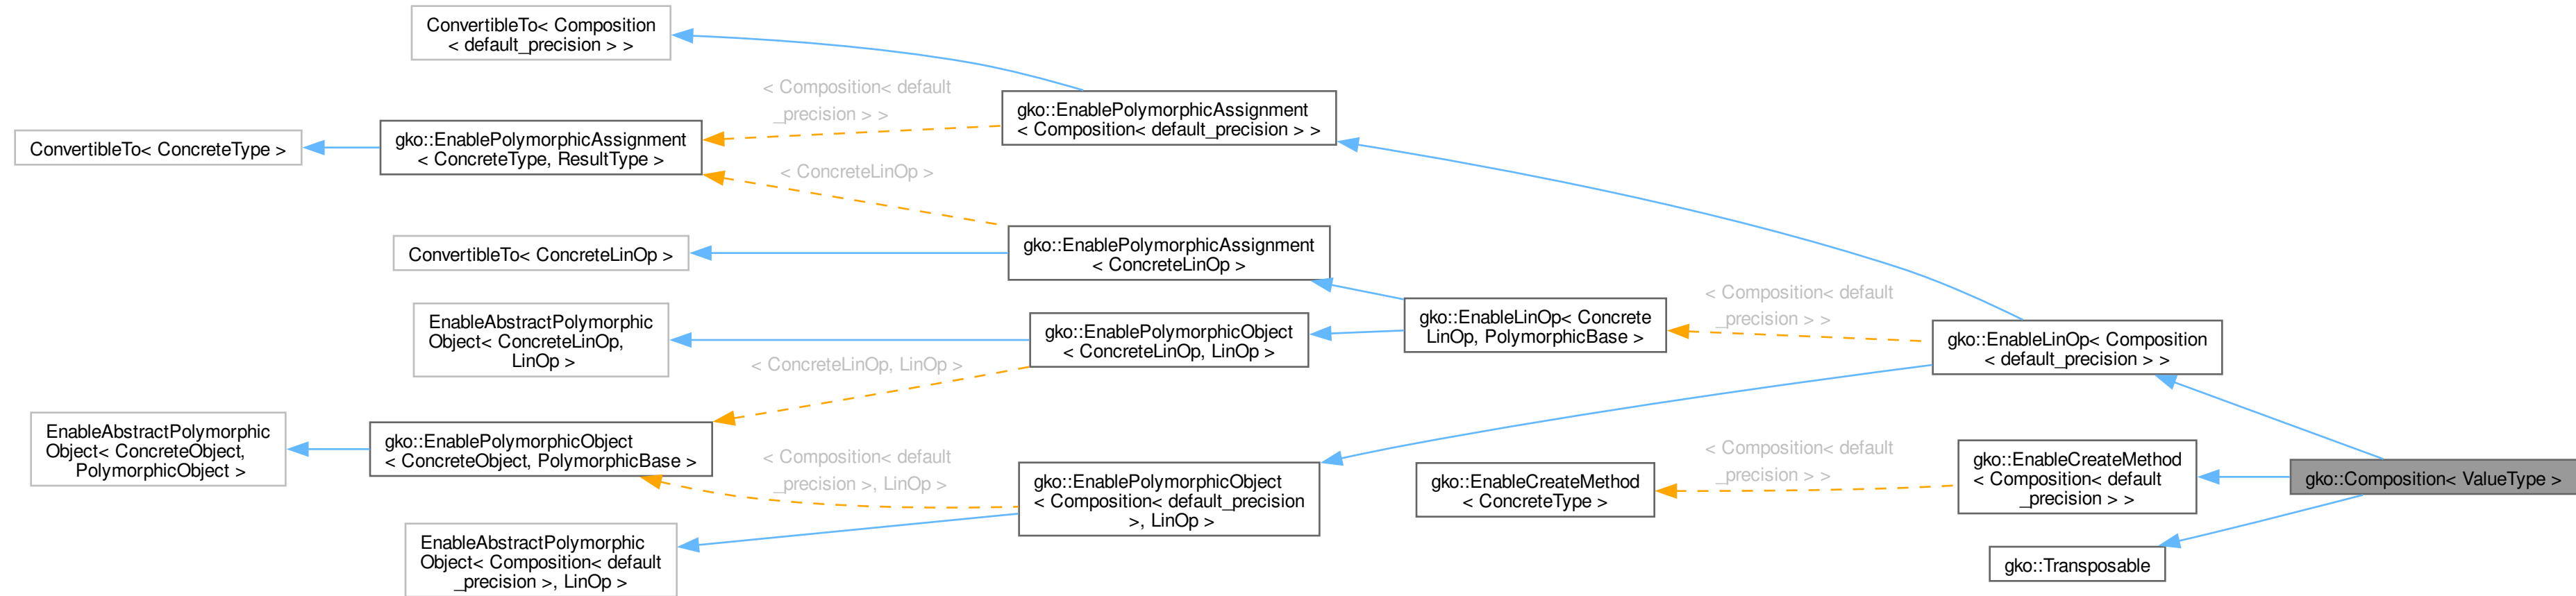 ConvertibleTo< Composition
< default_precision > >
< Composition< default
_precision > >
gko::EnablePolymorphicAssignment
< Composition< default_precision > >
gko::EnablePolymorphicAssignment
< ConcreteType, ResultType >
ConvertibleTo< ConcreteType >
< ConcreteLinOp >
gko::EnablePolymorphicAssignment
< ConcreteLinOp >
ConvertibleTo< ConcreteLinOp >
EnableAbstractPolymorphic
Object< ConcreteLinOp,
LinOp >
gko::EnablePolymorphicObject
< ConcreteLinOp, LinOp >
gko::EnableLinOp< Concrete
LinOp, PolymorphicBase >
< Composition< default
_precision > >
gko::EnableLinOp< Composition
< default_precision > >
< ConcreteLinOp, LinOp >
EnableAbstractPolymorphic
Object< ConcreteObject,
PolymorphicObject >
gko::EnablePolymorphicObject
< ConcreteObject, PolymorphicBase >
< Composition< default
_precision >, LinOp >
gko::EnablePolymorphicObject
< Composition< default_precision
>, LinOp >
gko::EnableCreateMethod
< ConcreteType >
< Composition< default
_precision > >
gko::EnableCreateMethod
< Composition< default
_precision > >
gko::Composition< ValueType >
EnableAbstractPolymorphic
Object< Composition< default
_precision >, LinOp >
gko::Transposable